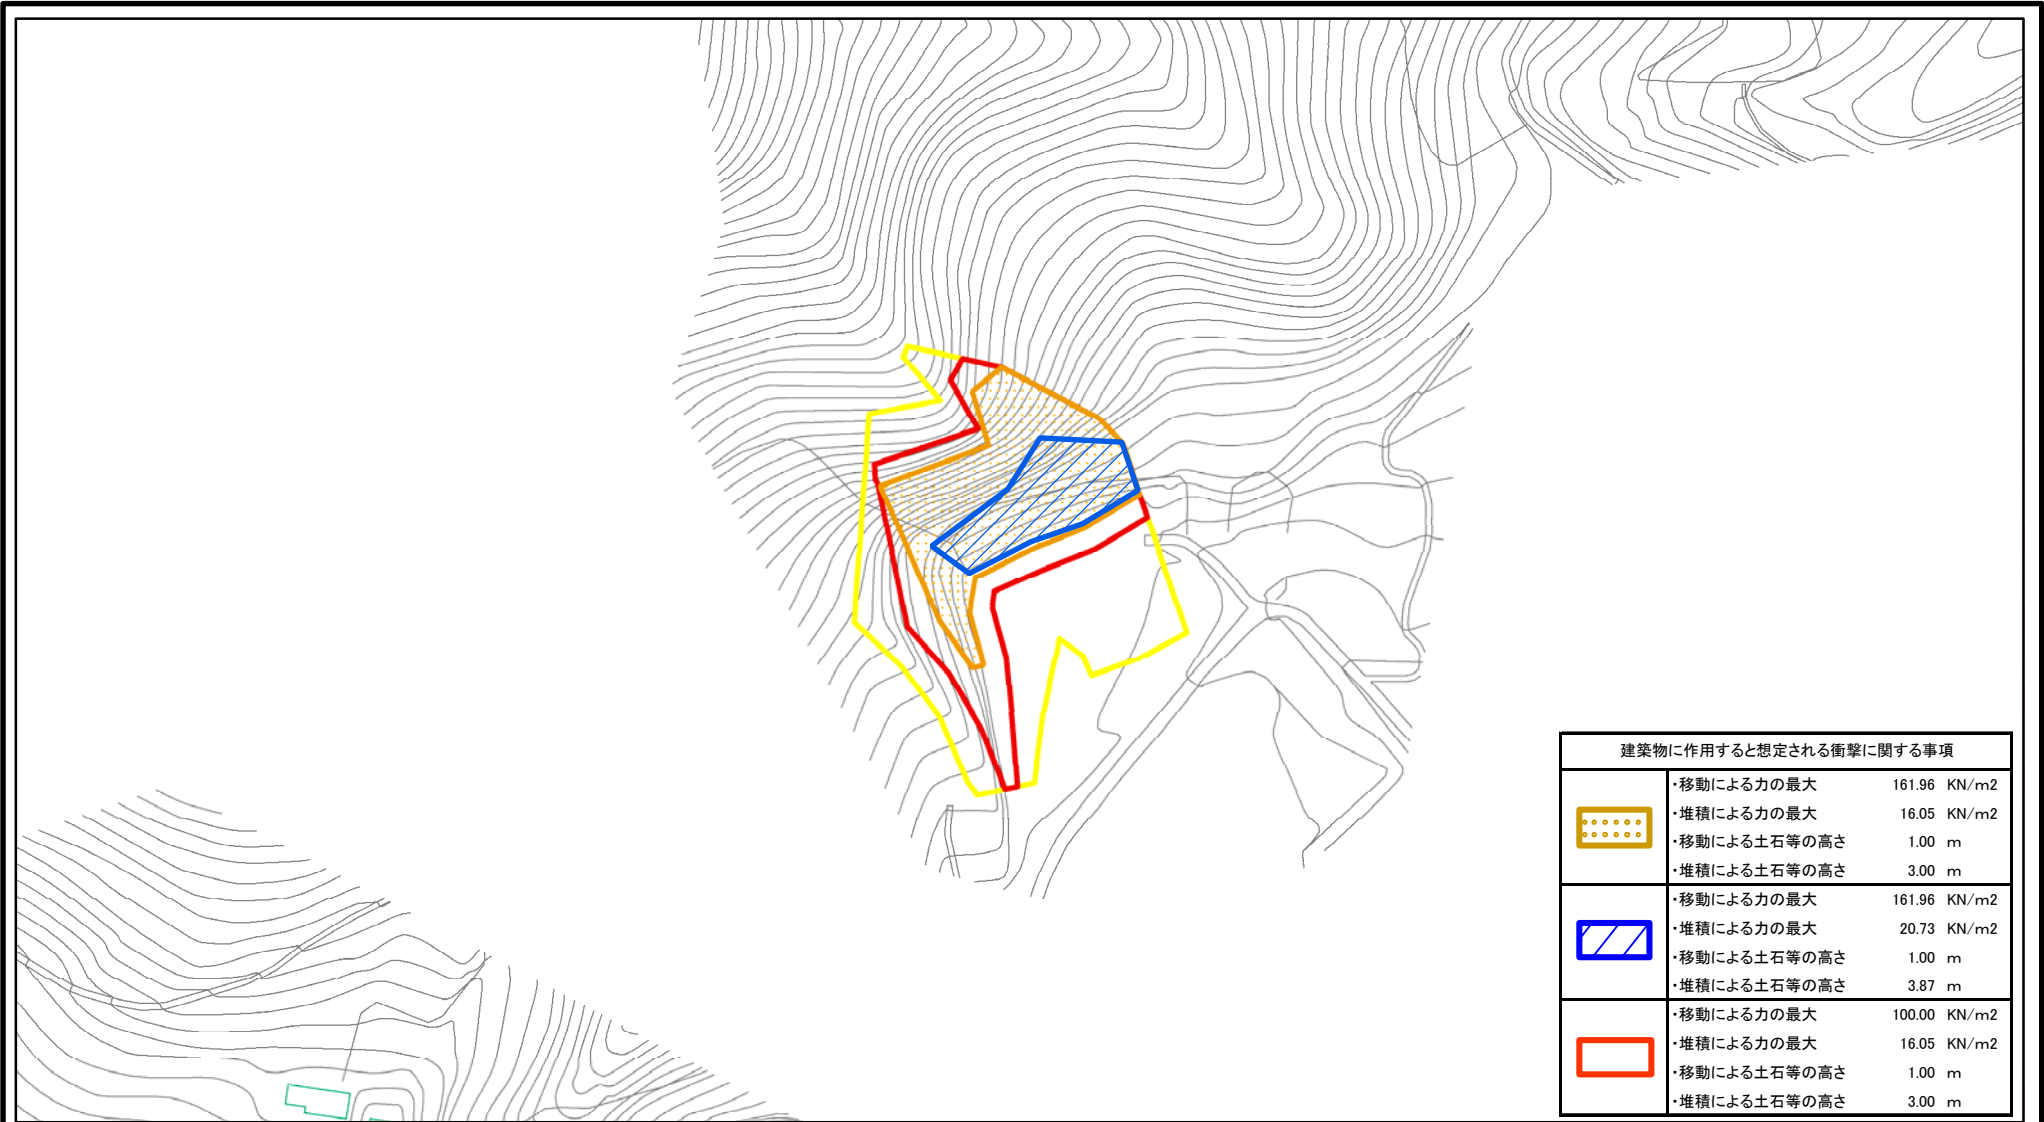 建築物に作用すると想定される衝撃に関する事項
・移動による力の最大 161.96 KN/m2
・堆積による力の最大 16.05 KN/m2
・移動による土石等の高さ 1.00 m
・堆積による土石等の高さ 3.00 m
・移動による力の最大 161.96 KN/m2
・堆積による力の最大 20.73 KN/m2
・移動による土石等の高さ 1.00 m
・堆積による土石等の高さ 3.87 m
・移動による力の最大 100.00 KN/m2
・堆積による力の最大 16.05 KN/m2
・移動による土石等の高さ 1.00 m
・堆積による土石等の高さ 3.00 m